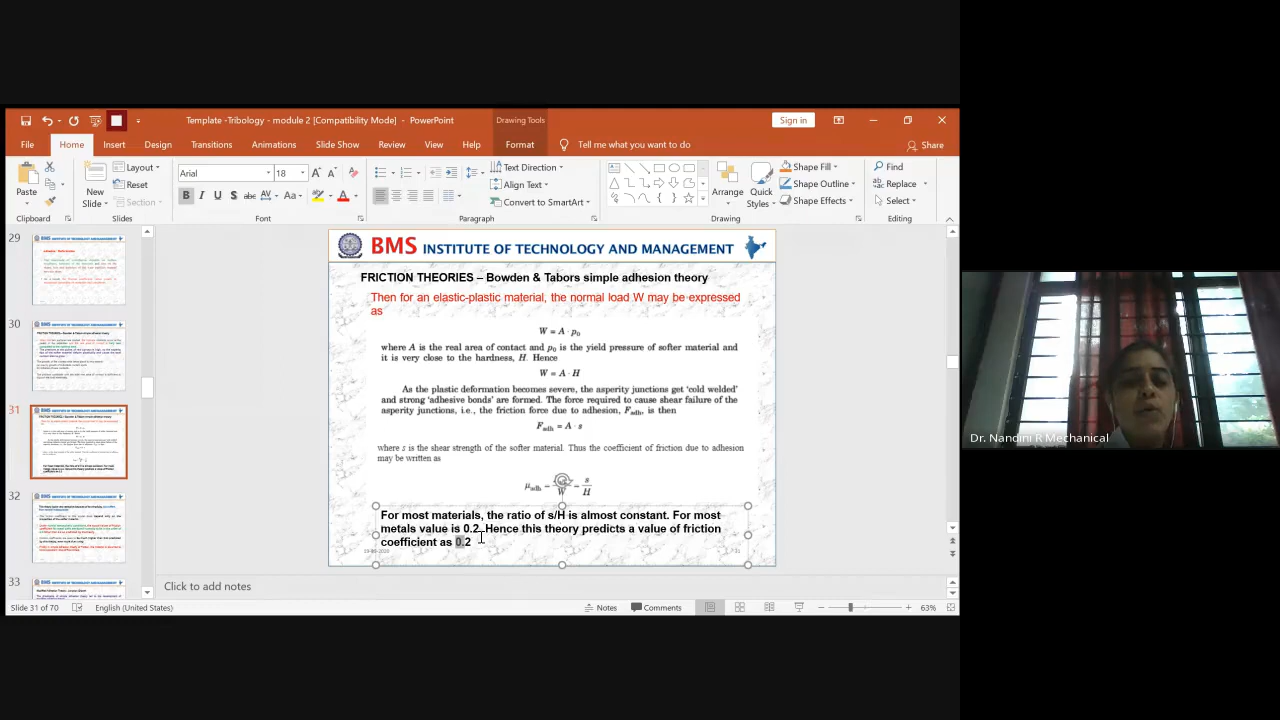 Template -Tribology - module 2 [Compatibility Mode] - PowerPoint
Drawing Tools
Sign in
File Home Insert Design Transitions Animations Slide Show Review View Help Format Tell me what you want to do Share
Paste
Clipboard
New Slide
Layout
Reset
Section
Slides
Arial 18
Font
Text Direction
Align Text
Convert to SmartArt
Paragraph
Arrange
Quick Styles
Shape Fill
Shape Outline
Shape Effects
Drawing
Find
Replace
Select
Editing
29
30
31
32
33
BMS INSTITUTE OF TECHNOLOGY AND MANAGEMENT
FRICTION THEORIES – Bowden & Tabors simple adhesion theory
Then for an elastic-plastic material, the normal load W may be expressed
as
W = A · p₀
where A is the real area of contact and p₀ is the yield pressure of softer material and
it is very close to the hardness, H. Hence
W = A · H
As the plastic deformation becomes severe, the asperity junctions get 'cold welded'
and strong 'adhesive bonds' are formed. The force required to cause shear failure of the
asperity junctions, i.e., the friction force due to adhesion, Fadh, is then
Fadh = A · s
where s is the shear strength of the softer material. Thus the coefficient of friction due to adhesion
may be written as
μadh = W = s/H
For most materials, the ratio of s/H is almost constant. For most
metals value is 0.2 hence this theory predicts a value of friction
coefficient as 0.2
31
Click to add notes
Slide 31 of 70 English (United States) Notes Comments 63%
Dr. Nandini R Mechanical